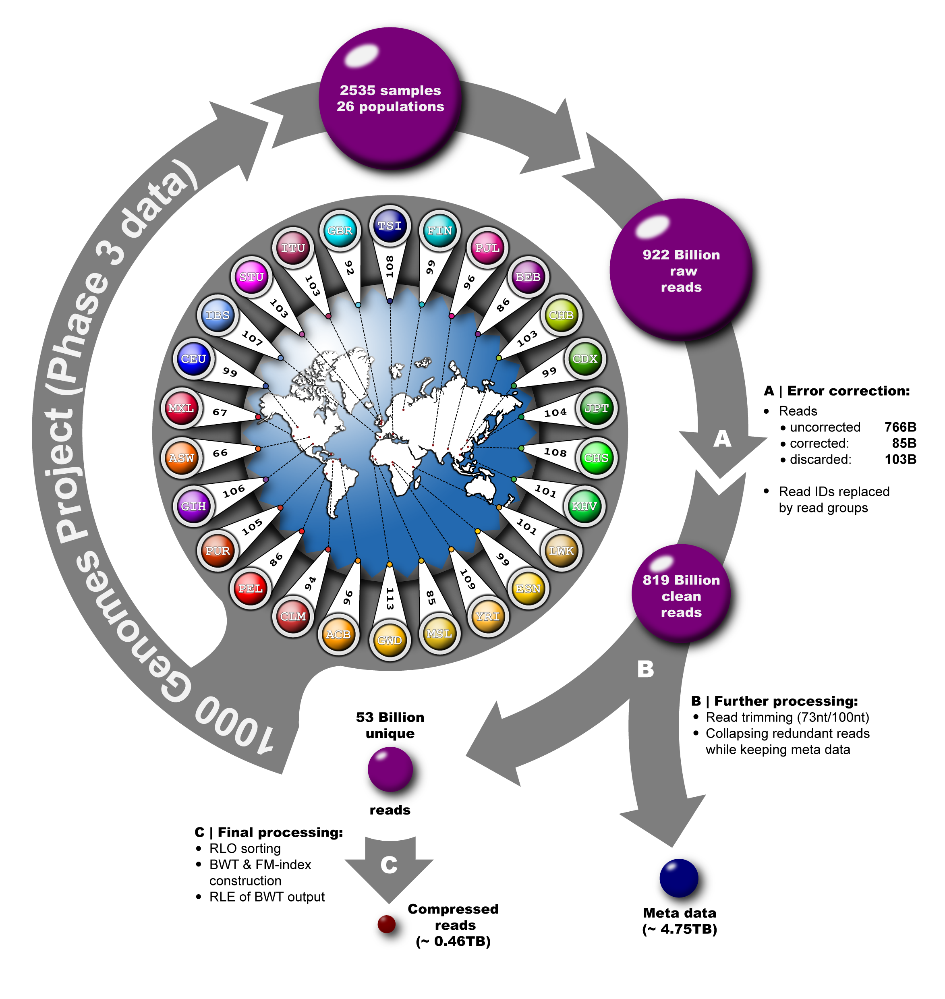 1000 Genomes Project (Phase 3 data)
2535 samples
26 populations
922 Billion
raw
reads
TSI
108
FIN
99
PJL
96
BEB
86
CHB
103
CDX
99
JPT
104
CHS
108
KHV
101
LWK
101
ESN
99
YRI
109
MSL
85
GWD
113
ACB
96
CLM
94
PEL
86
PUR
105
GIH
106
ASW
66
MXL
67
CEU
99
IBS
107
STU
103
ITU
103
GBR
92
A
A | Error correction:
• Reads
• uncorrected 766B
• corrected: 85B
• discarded: 103B
• Read IDs replaced
by read groups
819 Billion
clean
reads
B
B | Further processing:
• Read trimming (73nt/100nt)
• Collapsing redundant reads
while keeping meta data
53 Billion
unique
reads
C | Final processing:
• RLO sorting
• BWT & FM-index
construction
• RLE of BWT output
C
Compressed
reads
(~ 0.46TB)
Meta data
(~ 4.75TB)